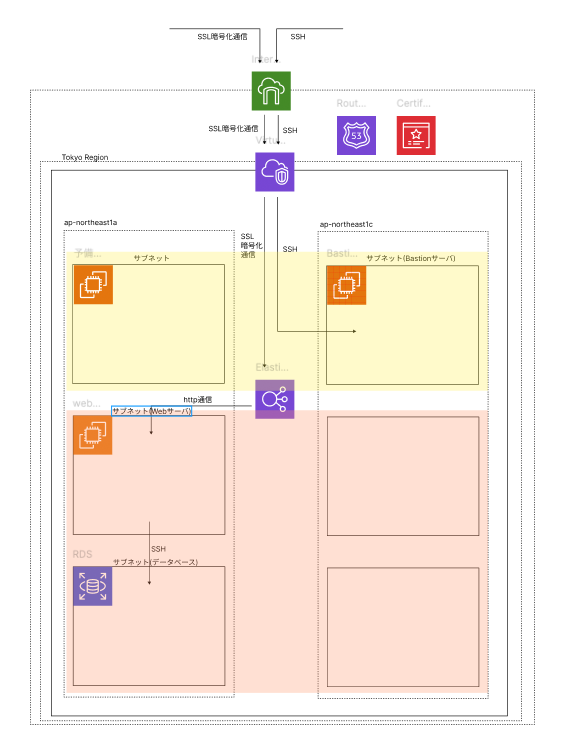 SSL暗号化通信
SSH
Inter...
Rout...
Certif...
53
SSL暗号化通信
SSH
Virtu...
Tokyo Region
ap-northeast1a
ap-northeast1c
SSL
暗号化
通信
SSH
予備...
サブネット
Basti...
サブネット(Bastionサーバ)
Elasti...
http通信
web...
サブネット(Webサーバ)
SSH
RDS
サブネット(データベース)